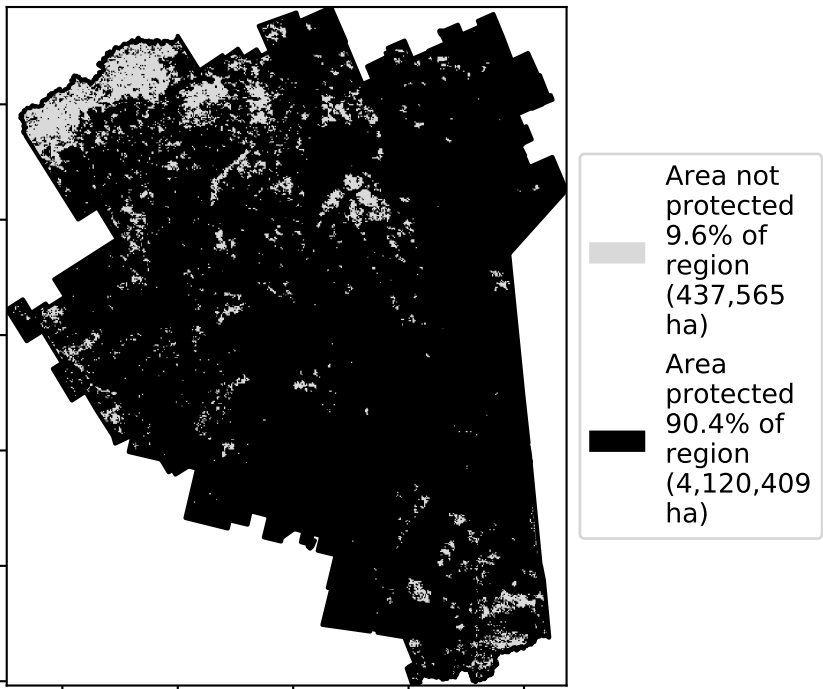 Area not
protected
9.6% of
region
(437,565
ha)
Area
protected
90.4% of
region
(4,120,409
ha)